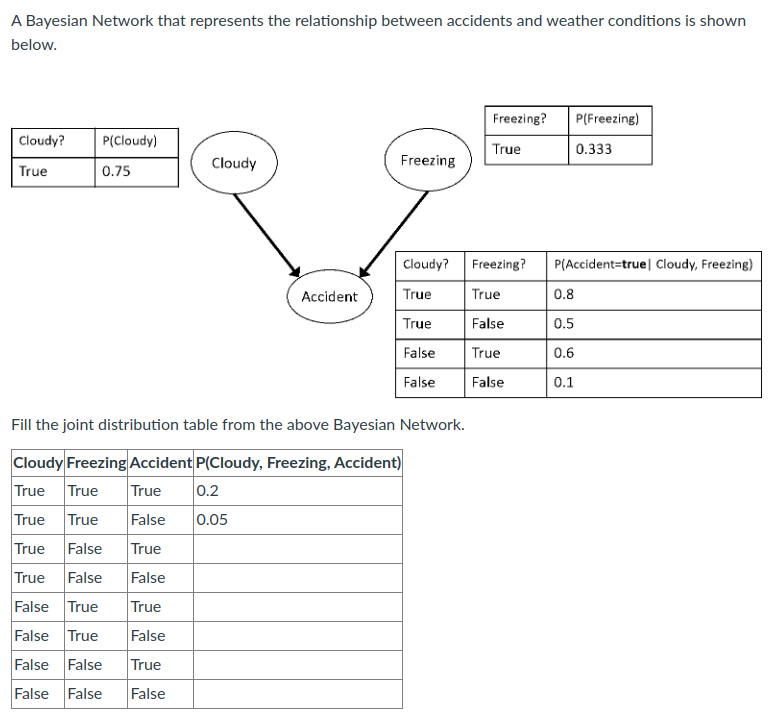 A Bayesian Network that represents the relationship between accidents and weather conditions is shown
below.
Cloudy? P(Cloudy)
True 0.75
Cloudy
Freezing
Freezing? P(Freezing)
True 0.333
Accident
Cloudy? Freezing? P(Accident=true| Cloudy, Freezing)
True True 0.8
True False 0.5
False True 0.6
False False 0.1
Fill the joint distribution table from the above Bayesian Network.
Cloudy Freezing Accident P(Cloudy, Freezing, Accident)
True True True 0.2
True True False 0.05
True False True
True False False
False True True
False True False
False False True
False False False